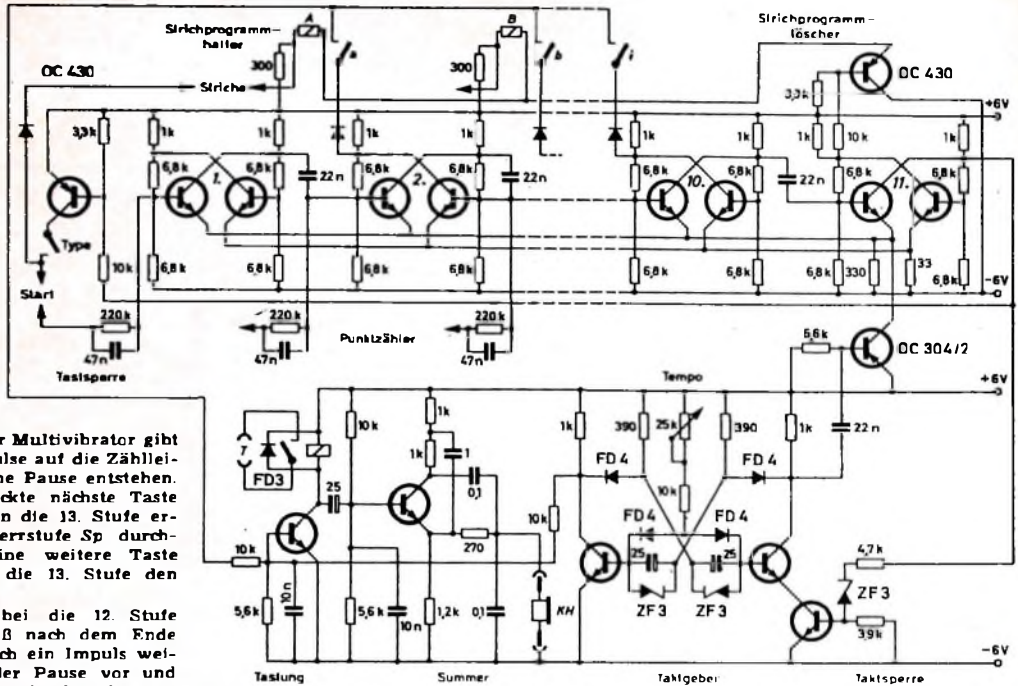 Strichprogramm-
halter
A
B
Strichprogramm-
löscher
OC 430
Striche
300
a
300
b
i
OC 430
3,3k
+6V
3,3k
1k
1k
1k
1k
1k
1k
1k
10k
1k
6,8k
6,8k
22n
6,8k
6,8k
22n
6,8k
6,8k
22n
6,8k
1.
2.
10.
11.
Type
10k
6,8k
6,8k
6,8k
6,8k
6,8k
6,8k
6,8k
330
33
6,8k
-6V
Start
220k
220k
220k
47n
47n
47n
Punktzähler
Tastsperre
5,6k
OC 304/2
Tempo
+6V
T
FD3
10k
1k
1k
1
1k
390
25k
390
1k
22n
FD 4
FD 4
25
0,1
10k
10k
FD 4
FD 4
270
25
25
10k
4,7k
ZF 3
ZF 3
ZF 3
5,6k
10n
5,6k
10n
1,2k
0,1
KH
3,9k
-6V
Tastung
Summer
Taktgeber
Taktsperre
er Multivibrator gibt
ulse auf die Zähllei-
ne Pause entstehen.
ckte nächste Taste
n die 13. Stufe er-
errstufe Sp durch-
ine weitere Taste
die 13. Stufe den
bei die 12. Stufe
ß nach dem Ende
ch ein Impuls wei-
der Pause vor und